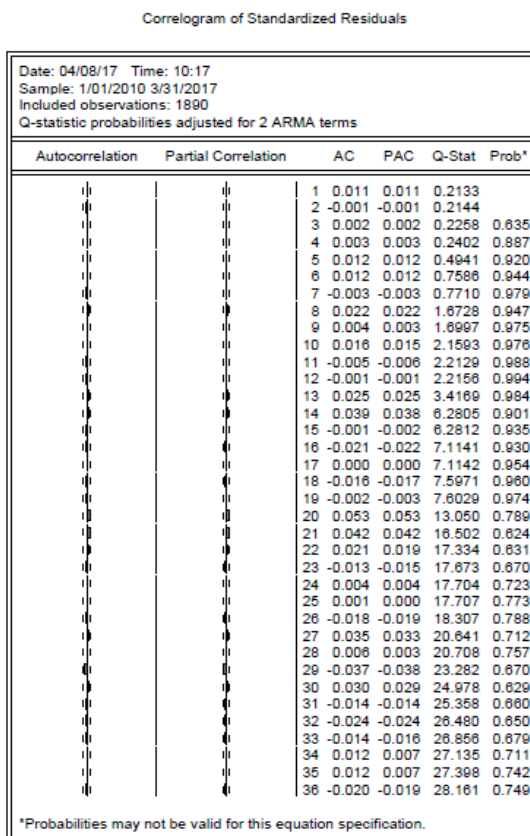 Correlogram of Standardized Residuals
Date: 04/08/17 Time: 10:17
Sample: 1/01/2010 3/31/2017
Included observations: 1890
Q-statistic probabilities adjusted for 2 ARMA terms
Autocorrelation Partial Correlation AC PAC Q-Stat Prob*
1 0.011 0.011 0.2133
2 -0.001 -0.001 0.2144
3 0.002 0.002 0.2258 0.635
4 0.003 0.003 0.2402 0.887
5 0.012 0.012 0.4941 0.920
6 0.012 0.012 0.7586 0.944
7 -0.003 -0.003 0.7710 0.979
8 0.022 0.022 1.6728 0.947
9 0.004 0.003 1.6997 0.975
10 0.016 0.015 2.1593 0.976
11 -0.005 -0.006 2.2129 0.988
12 -0.001 -0.001 2.2156 0.994
13 0.025 0.025 3.4169 0.984
14 0.039 0.038 6.2805 0.901
15 -0.001 -0.002 6.2812 0.935
16 -0.021 -0.022 7.1141 0.930
17 0.000 0.000 7.1142 0.954
18 -0.016 -0.017 7.5971 0.960
19 -0.002 -0.003 7.6029 0.974
20 0.053 0.053 13.050 0.789
21 0.042 0.042 16.502 0.624
22 0.021 0.019 17.334 0.631
23 -0.013 -0.015 17.673 0.670
24 0.004 0.004 17.704 0.723
25 0.001 0.000 17.707 0.773
26 -0.018 -0.019 18.307 0.788
27 0.035 0.033 20.641 0.712
28 0.006 0.003 20.708 0.757
29 -0.037 -0.038 23.282 0.670
30 0.030 0.029 24.978 0.629
31 -0.014 -0.014 25.358 0.660
32 -0.024 -0.024 26.480 0.650
33 -0.014 -0.016 26.856 0.679
34 0.012 0.007 27.135 0.711
35 0.012 0.007 27.398 0.742
36 -0.020 -0.019 28.161 0.749
*Probabilities may not be valid for this equation specification.